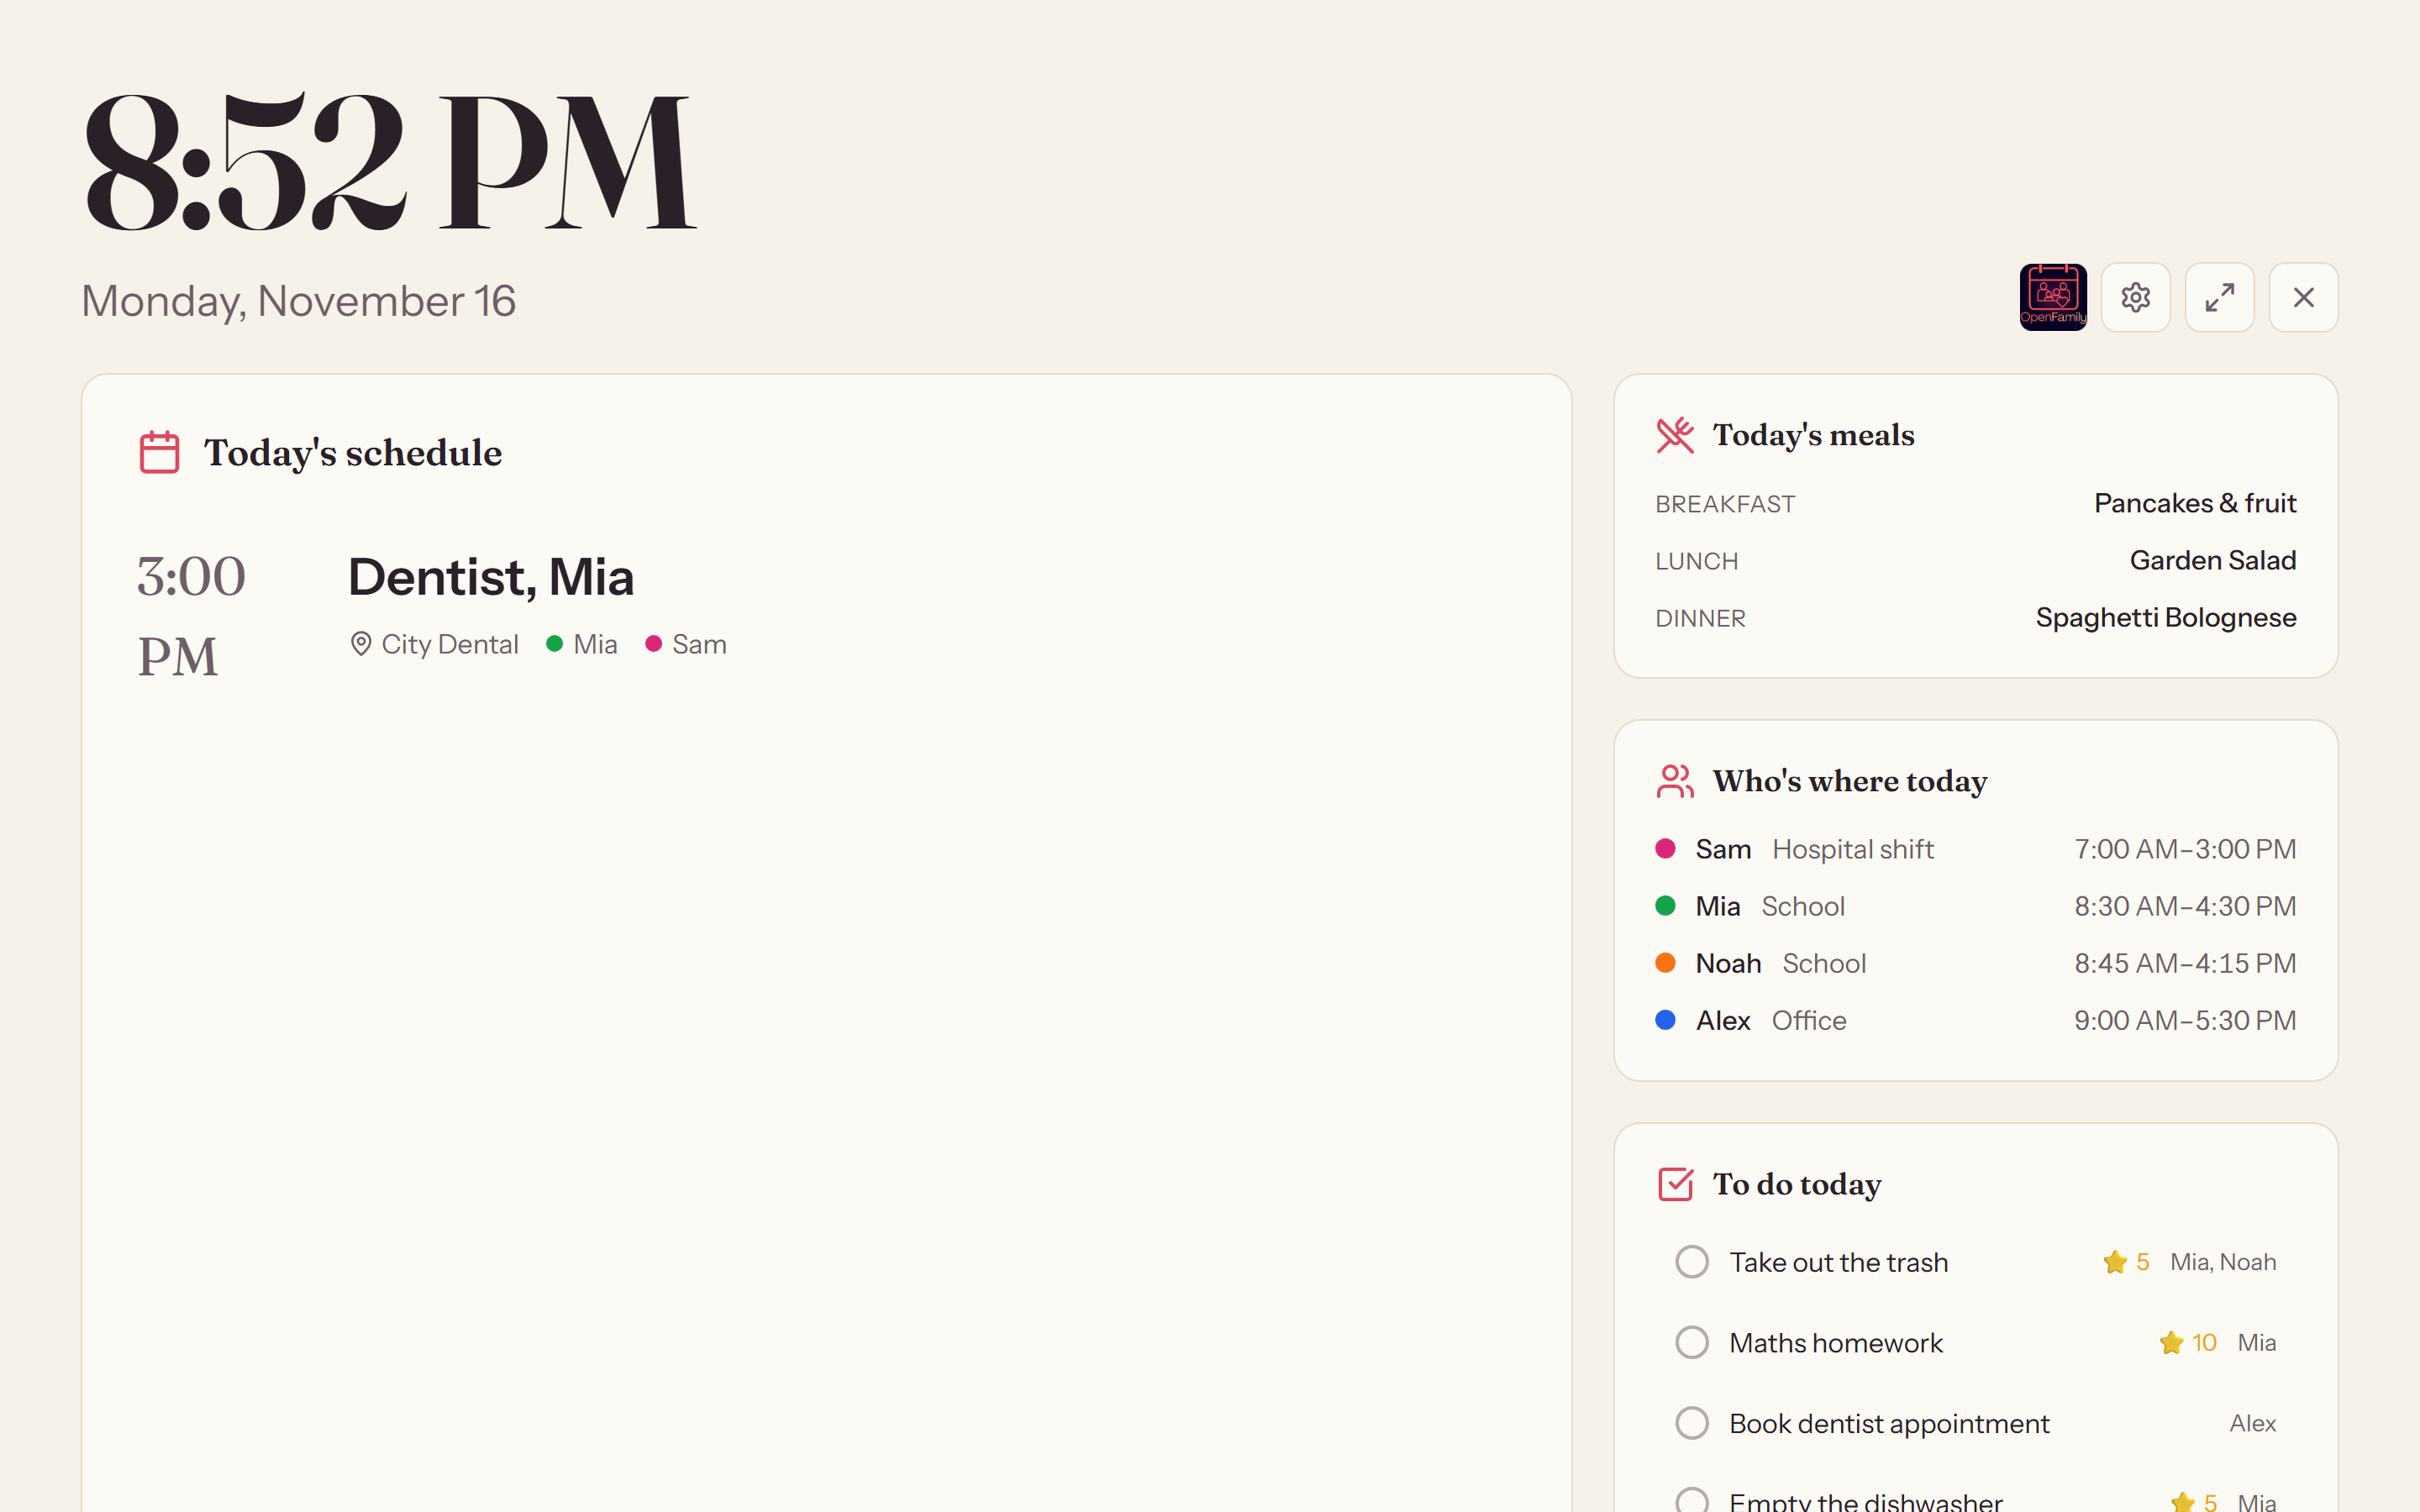 8:52 PM
Monday, November 16
OpenFamily
Today's schedule
3:00
PM
Dentist, Mia
City Dental Mia Sam
Today's meals
BREAKFAST Pancakes & fruit
LUNCH Garden Salad
DINNER Spaghetti Bolognese
Who's where today
Sam Hospital shift 7:00 AM–3:00 PM
Mia School 8:30 AM–4:30 PM
Noah School 8:45 AM–4:15 PM
Alex Office 9:00 AM–5:30 PM
To do today
Take out the trash 5 Mia, Noah
Maths homework 10 Mia
Book dentist appointment Alex
Empty the dishwasher 5 Mia